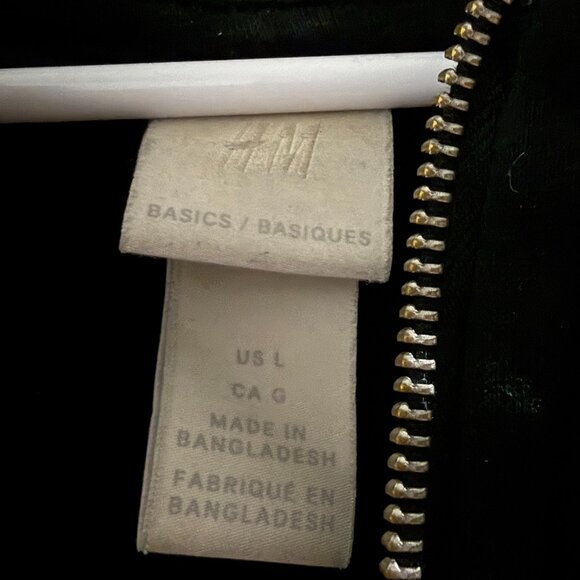 H&M
BASICS / BASIQUES
US L
CA G
MADE IN
BANGLADESH
FABRIQUÉ EN
BANGLADESH